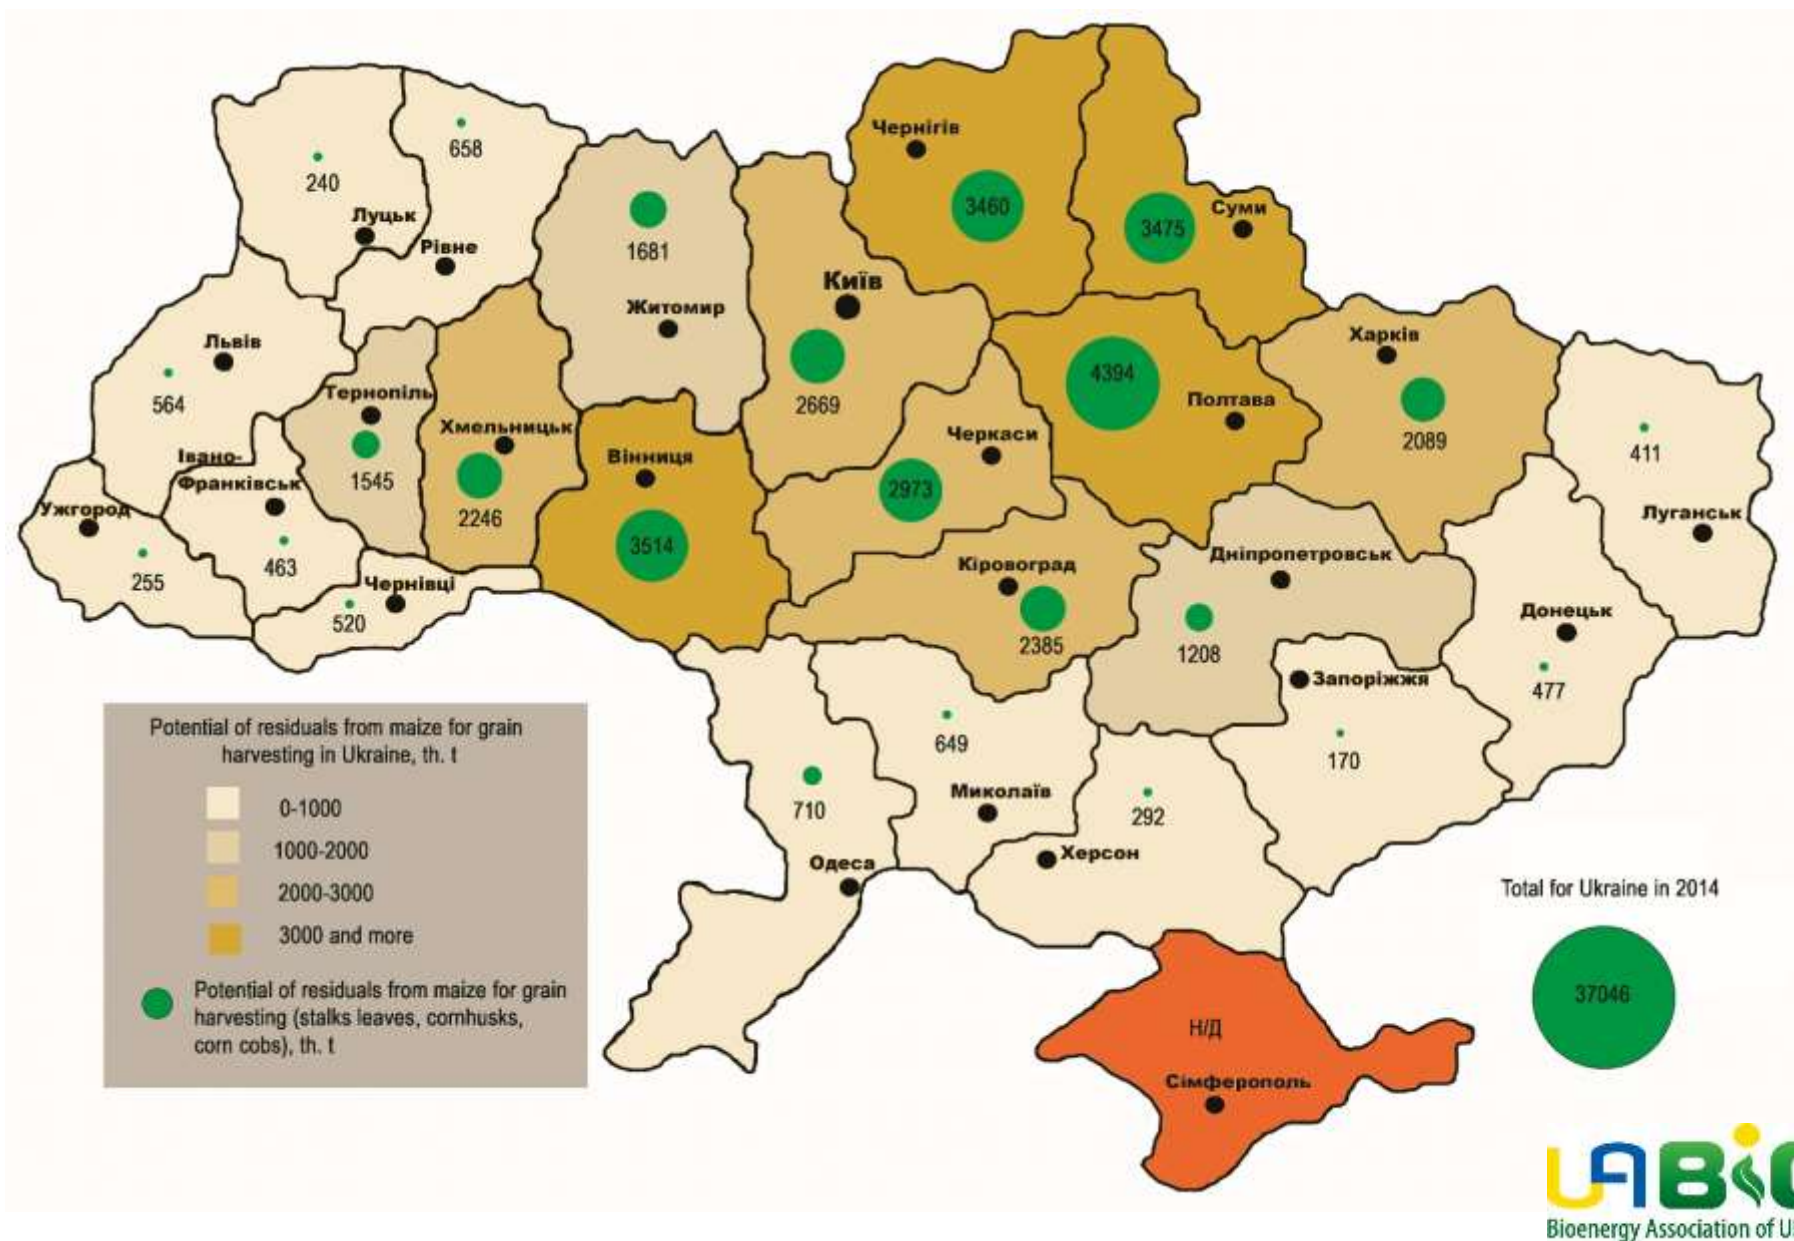 Чернігів
3460
3475
Суми
658
240
Луцьк
Рівне
1681
Житомир
Київ
2669
Львів
564
Тернопіль
1545
Хмельницьк
2246
Вінниця
3514
Черкаси
2973
4394
Полтава
Харків
2089
411
Луганськ
Івано-
Франківськ
463
Ужгород
255
Чернівці
520
Кіровоград
2385
Дніпропетровськ
1208
Донецьк
477
Запоріжжя
170
649
Миколаїв
710
Одеса
292
Херсон
Н/Д
Сімферополь
Potential of residuals from maize for grain
harvesting in Ukraine, th. t
0-1000
1000-2000
2000-3000
3000 and more
Potential of residuals from maize for grain
harvesting (stalks leaves, cornhusks,
corn cobs), th. t
Total for Ukraine in 2014
37046
UABi
Bioenergy Association of U